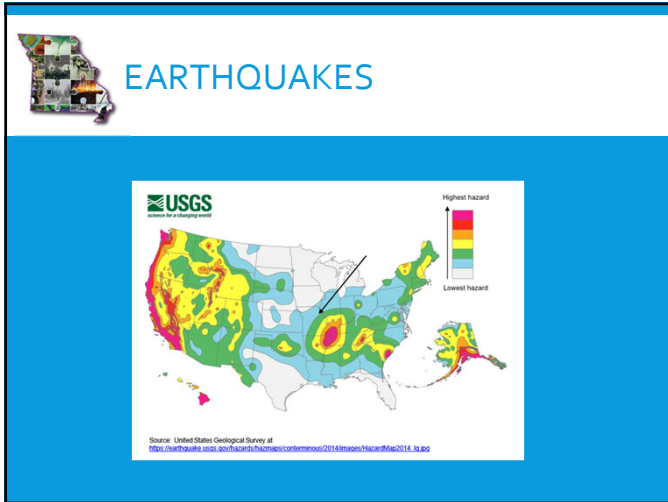 EARTHQUAKES
USGS
science for a changing world
Highest hazard
Lowest hazard
Source: United States Geological Survey at
https://earthquake.usgs.gov/hazards/hazmaps/conterminous/2014/images/HazardMap2014_lg.jpg